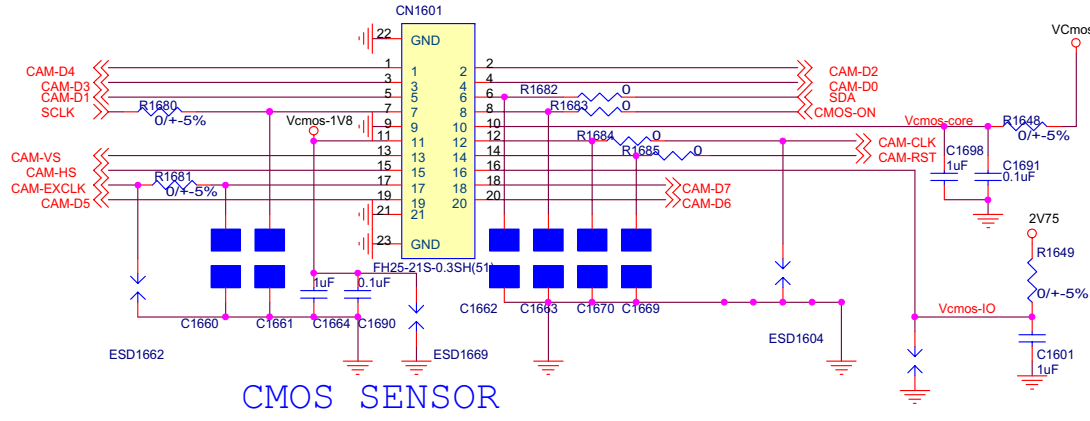 CN1601
22 GND
VCmos
CAM-D4 1 1 2 2 CAM-D2
CAM-D3 3 3 4 4 CAM-D0
CAM-D1 5 5 6 6 R1682 0 SDA
SCLK R1680 0/+-5% 7 7 8 8 R1683 0 CMOS-ON
9 9 10 10 Vcmos-core R1648 0/+-5%
Vcmos-1V8 11 11 12 12 R1684 0 CAM-CLK
CAM-VS 13 13 14 14 R1685 0 CAM-RST
CAM-HS 15 15 16 16
CAM-EXCLK R1681 0/+-5% 17 17 18 18 CAM-D7
CAM-D5 19 19 20 20 CAM-D6
21 21
C1698 1uF
C1691 0.1uF
2V75
23 GND
R1649
FH25-21S-0.3SH(51)
1uF 0.1uF
0/+-5%
C1660 C1661 C1664 C1690 C1662 C1663 C1670 C1669
Vcmos-IO
ESD1662 ESD1669 ESD1604
C1601
1uF
CMOS SENSOR